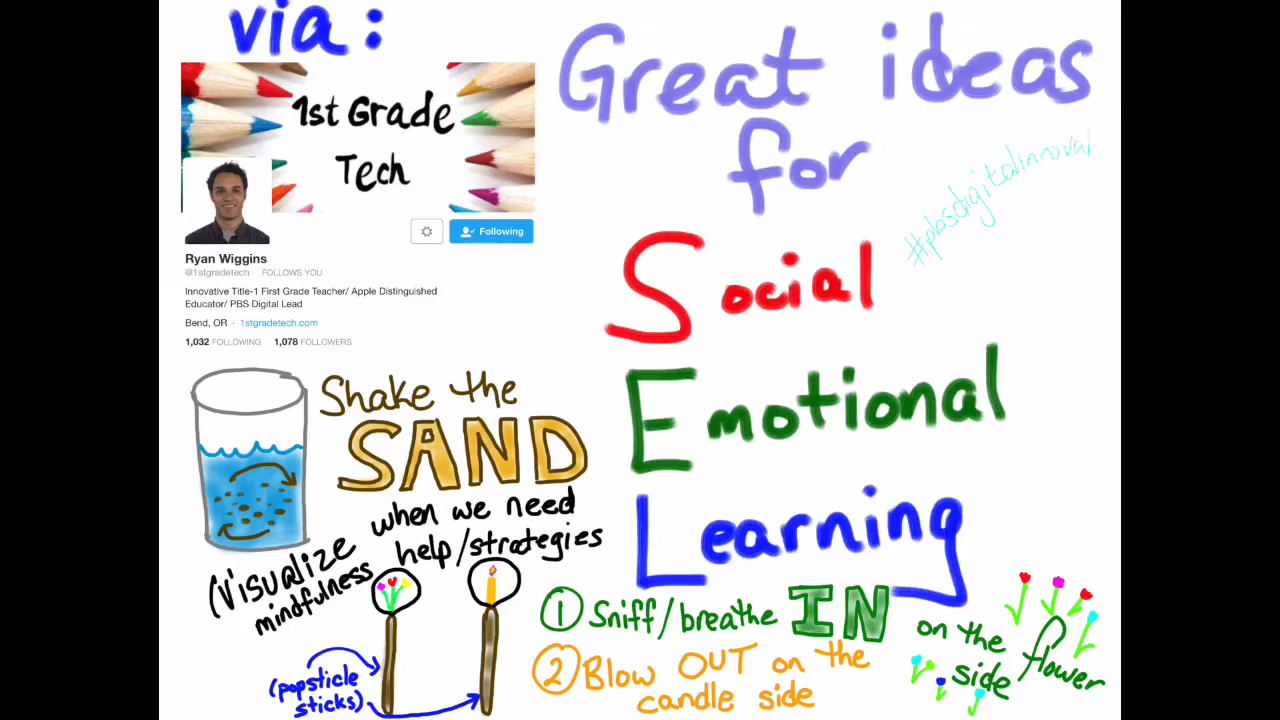 via:
1st Grade
Tech
Following
Ryan Wiggins
@1stgradetech FOLLOWS YOU
Innovative Title-1 First Grade Teacher/ Apple Distinguished
Educator/ PBS Digital Lead
Bend, OR · 1stgradetech.com
1,032 FOLLOWING 1,078 FOLLOWERS
Great ideas
for
#pbsdigitalinnova
Social
Emotional
Learning
Shake the
SAND
when we need
help/strategies
(Visualize
mindfulness
(popsticle
sticks)
1 Sniff/breathe IN on the
side flower
2 Blow OUT on the
candle side